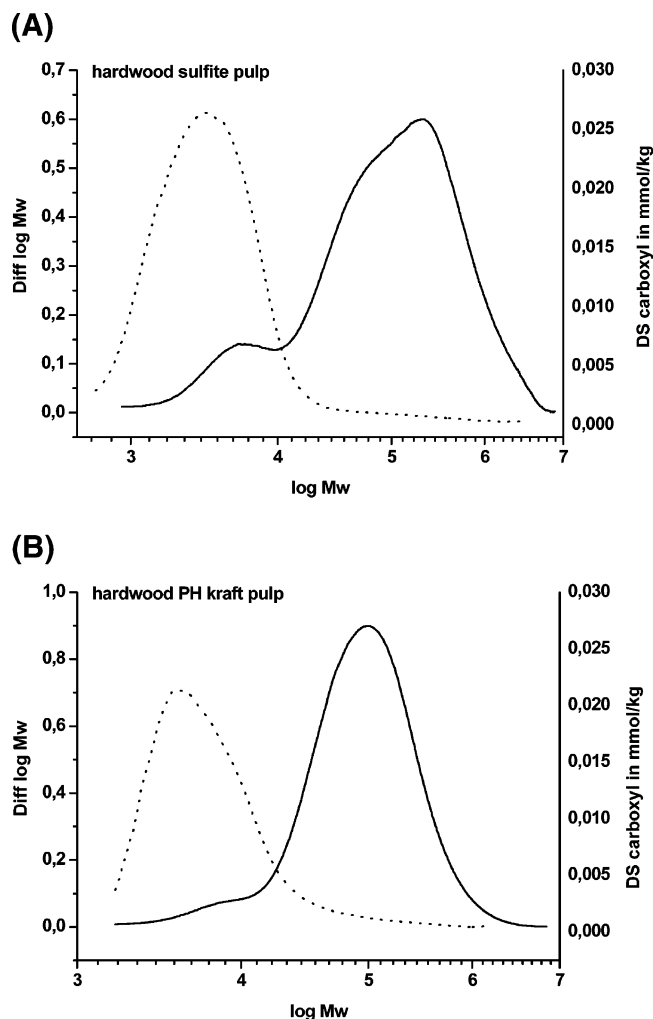 (A)
hardwood sulfite pulp
0,7
0,6
0,5
0,4
0,3
0,2
0,1
0,0
Diff log Mw
0,030
0,025
0,020
0,015
0,010
0,005
0,000
DS carboxyl in mmol/kg
3 4 5 6 7
log Mw
(B)
hardwood PH kraft pulp
1,0
0,8
0,6
0,4
0,2
0,0
Diff log Mw
0,030
0,025
0,020
0,015
0,010
0,005
0,000
DS carboxyl in mmol/kg
3 4 5 6 7
log Mw